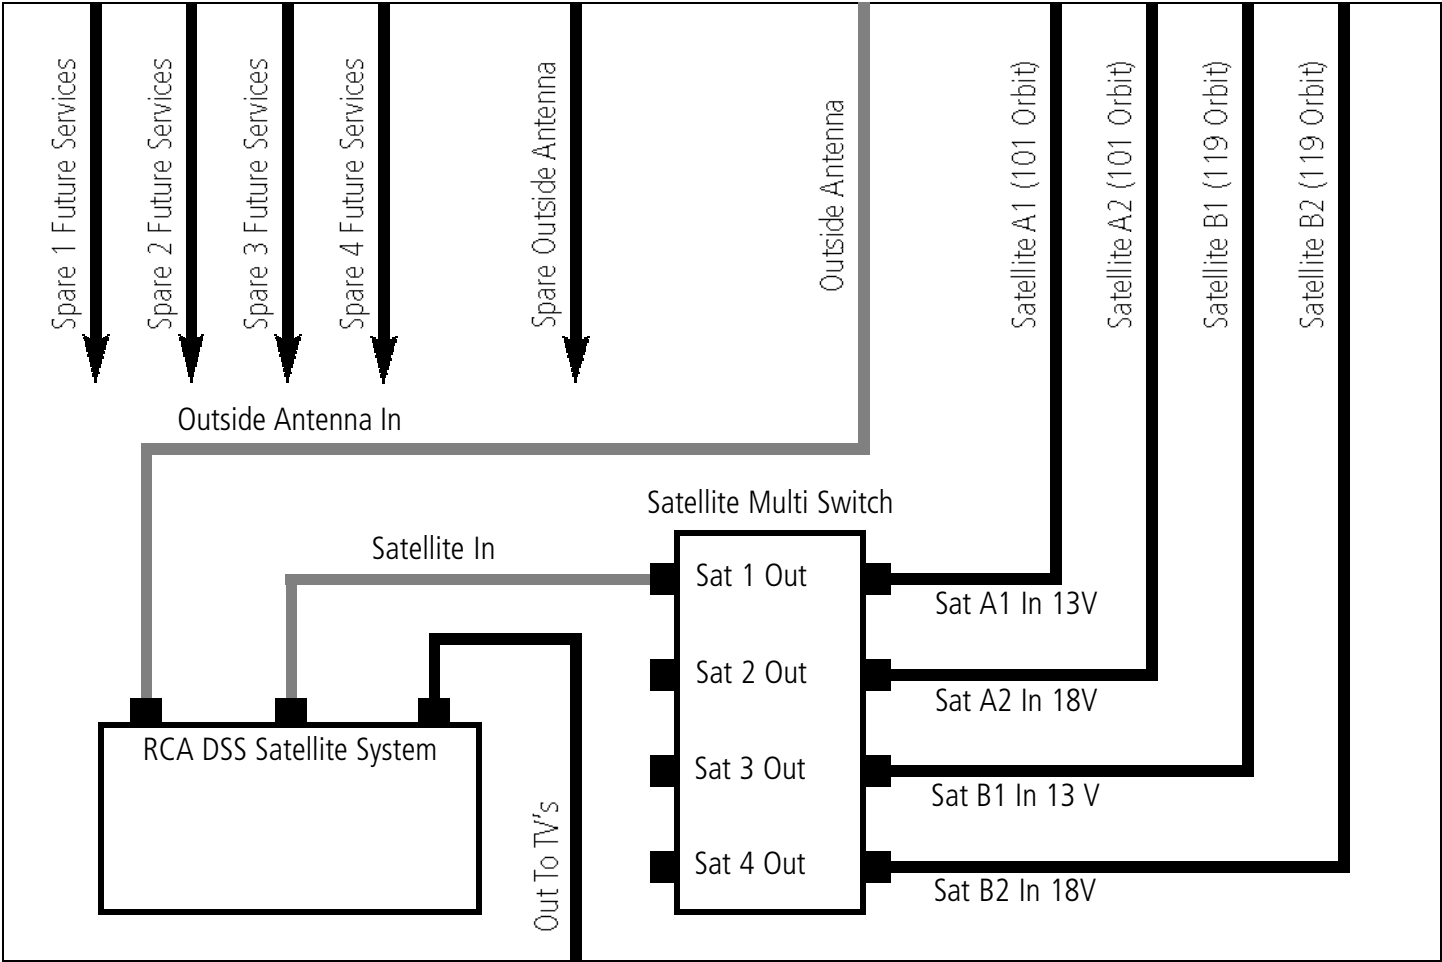 Spare 1 Future Services
Spare 2 Future Services
Spare 3 Future Services
Spare 4 Future Services
Spare Outside Antenna
Outside Antenna
Satellite A1 (101 Orbit)
Satellite A2 (101 Orbit)
Satellite B1 (119 Orbit)
Satellite B2 (119 Orbit)
Outside Antenna In
Satellite Multi Switch
Satellite In
Sat 1 Out
Sat A1 In 13V
Sat 2 Out
Sat A2 In 18V
RCA DSS Satellite System
Sat 3 Out
Sat B1 In 13 V
Out To TV's
Sat 4 Out
Sat B2 In 18V